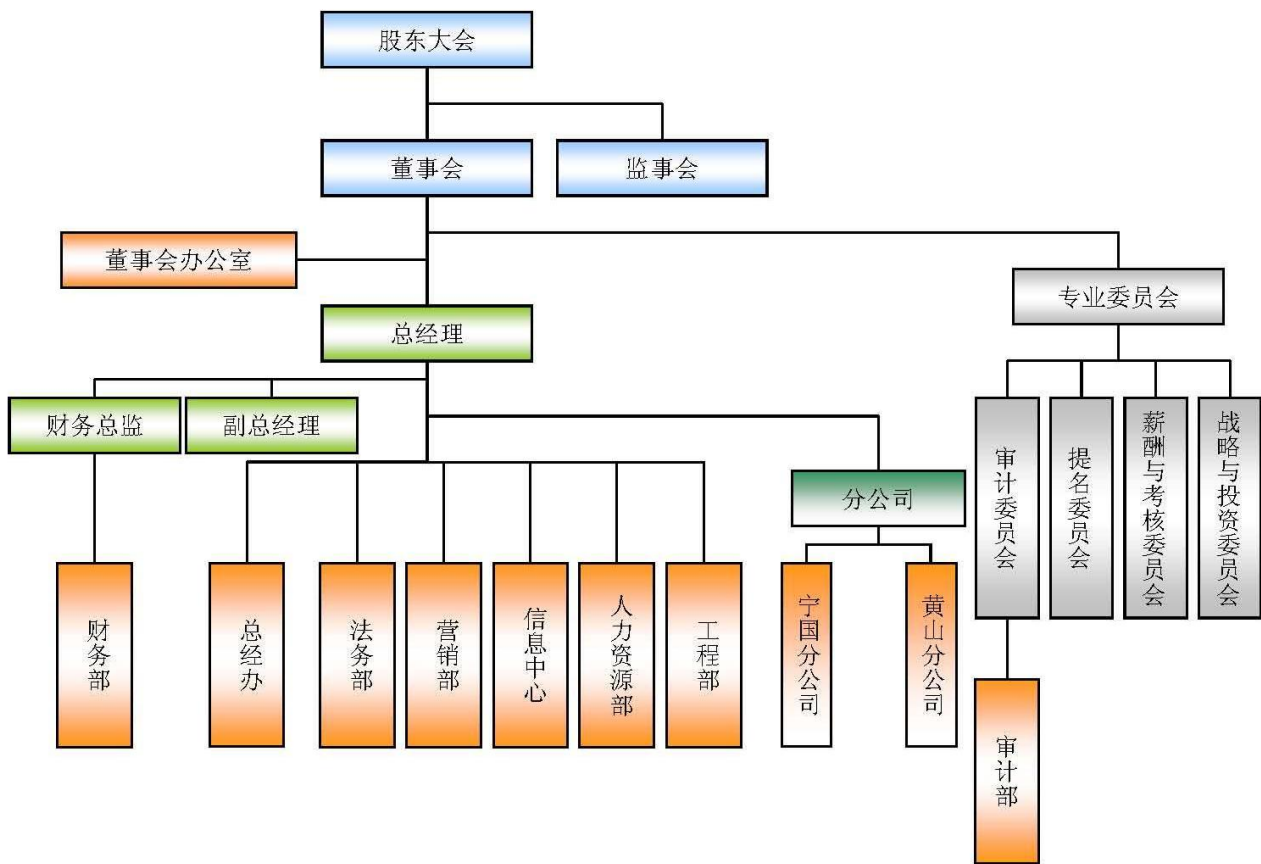 股东大会
董事会
监事会
董事会办公室
专业委员会
总经理
财务总监
副总经理
分公司
审计委员会
提名委员会
薪酬与考核委员会
战略与投资委员会
财务部
总经办
法务部
营销部
信息中心
人力资源部
工程部
宁国分公司
黄山分公司
审计部